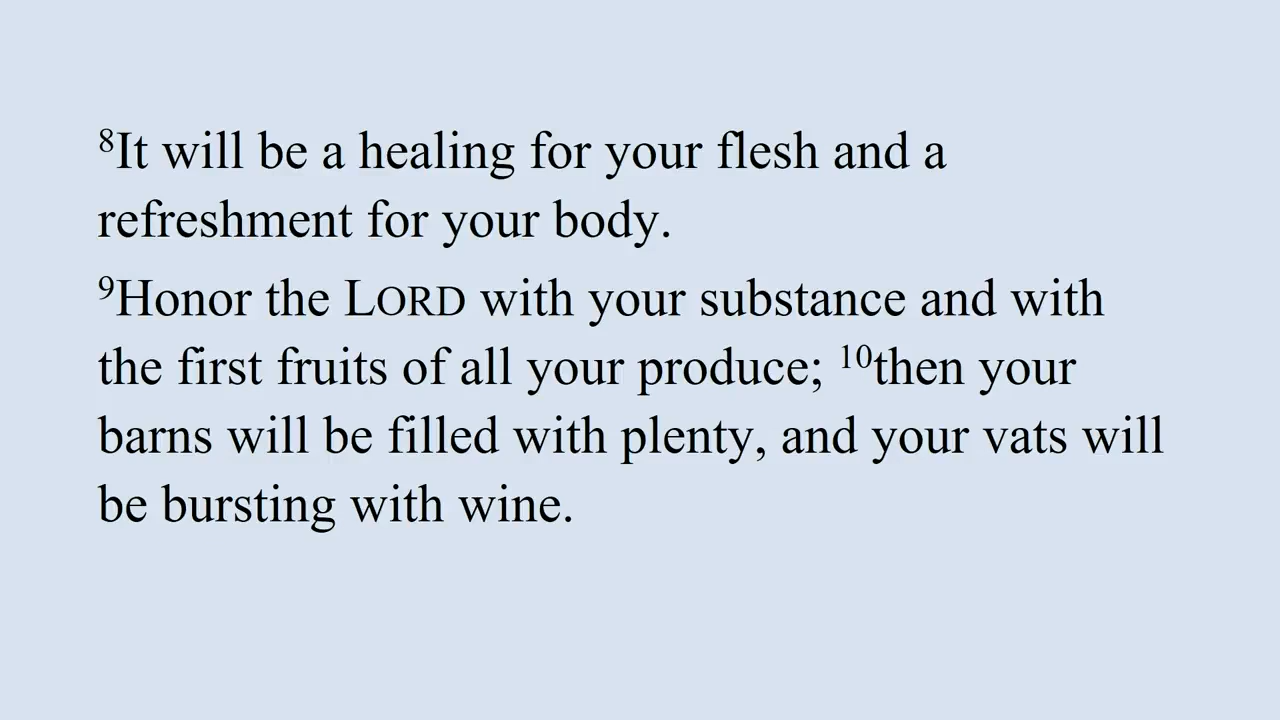 ⁸It will be a healing for your flesh and a
refreshment for your body.
⁹Honor the LORD with your substance and with
the first fruits of all your produce; ¹⁰then your
barns will be filled with plenty, and your vats will
be bursting with wine.